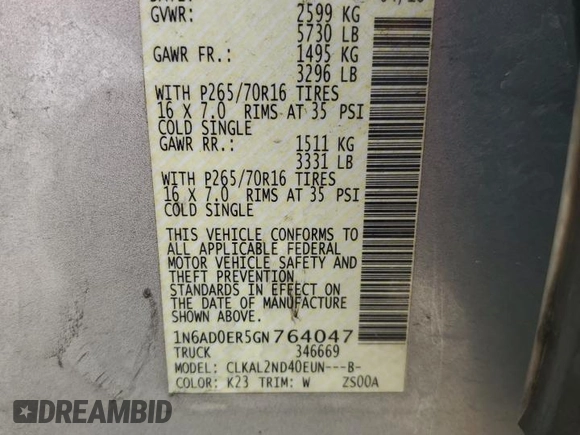 GVWR: 2599 KG
5730 LB
GAWR FR.: 1495 KG
3296 LB
WITH P265/70R16 TIRES
16 X 7.0 RIMS AT 35 PSI
COLD SINGLE
GAWR RR.: 1511 KG
3331 LB
WITH P265/70R16 TIRES
16 X 7.0 RIMS AT 35 PSI
COLD SINGLE
THIS VEHICLE CONFORMS TO
ALL APPLICABLE FEDERAL
MOTOR VEHICLE SAFETY AND
THEFT PREVENTION
STANDARDS IN EFFECT ON
THE DATE OF MANUFACTURE
SHOWN ABOVE.
1N6AD0ER5GN764047
TRUCK 346669
MODEL: CLKAL2ND40EUN---B-
COLOR: K23 TRIM: W ZS00A
DREAMBID